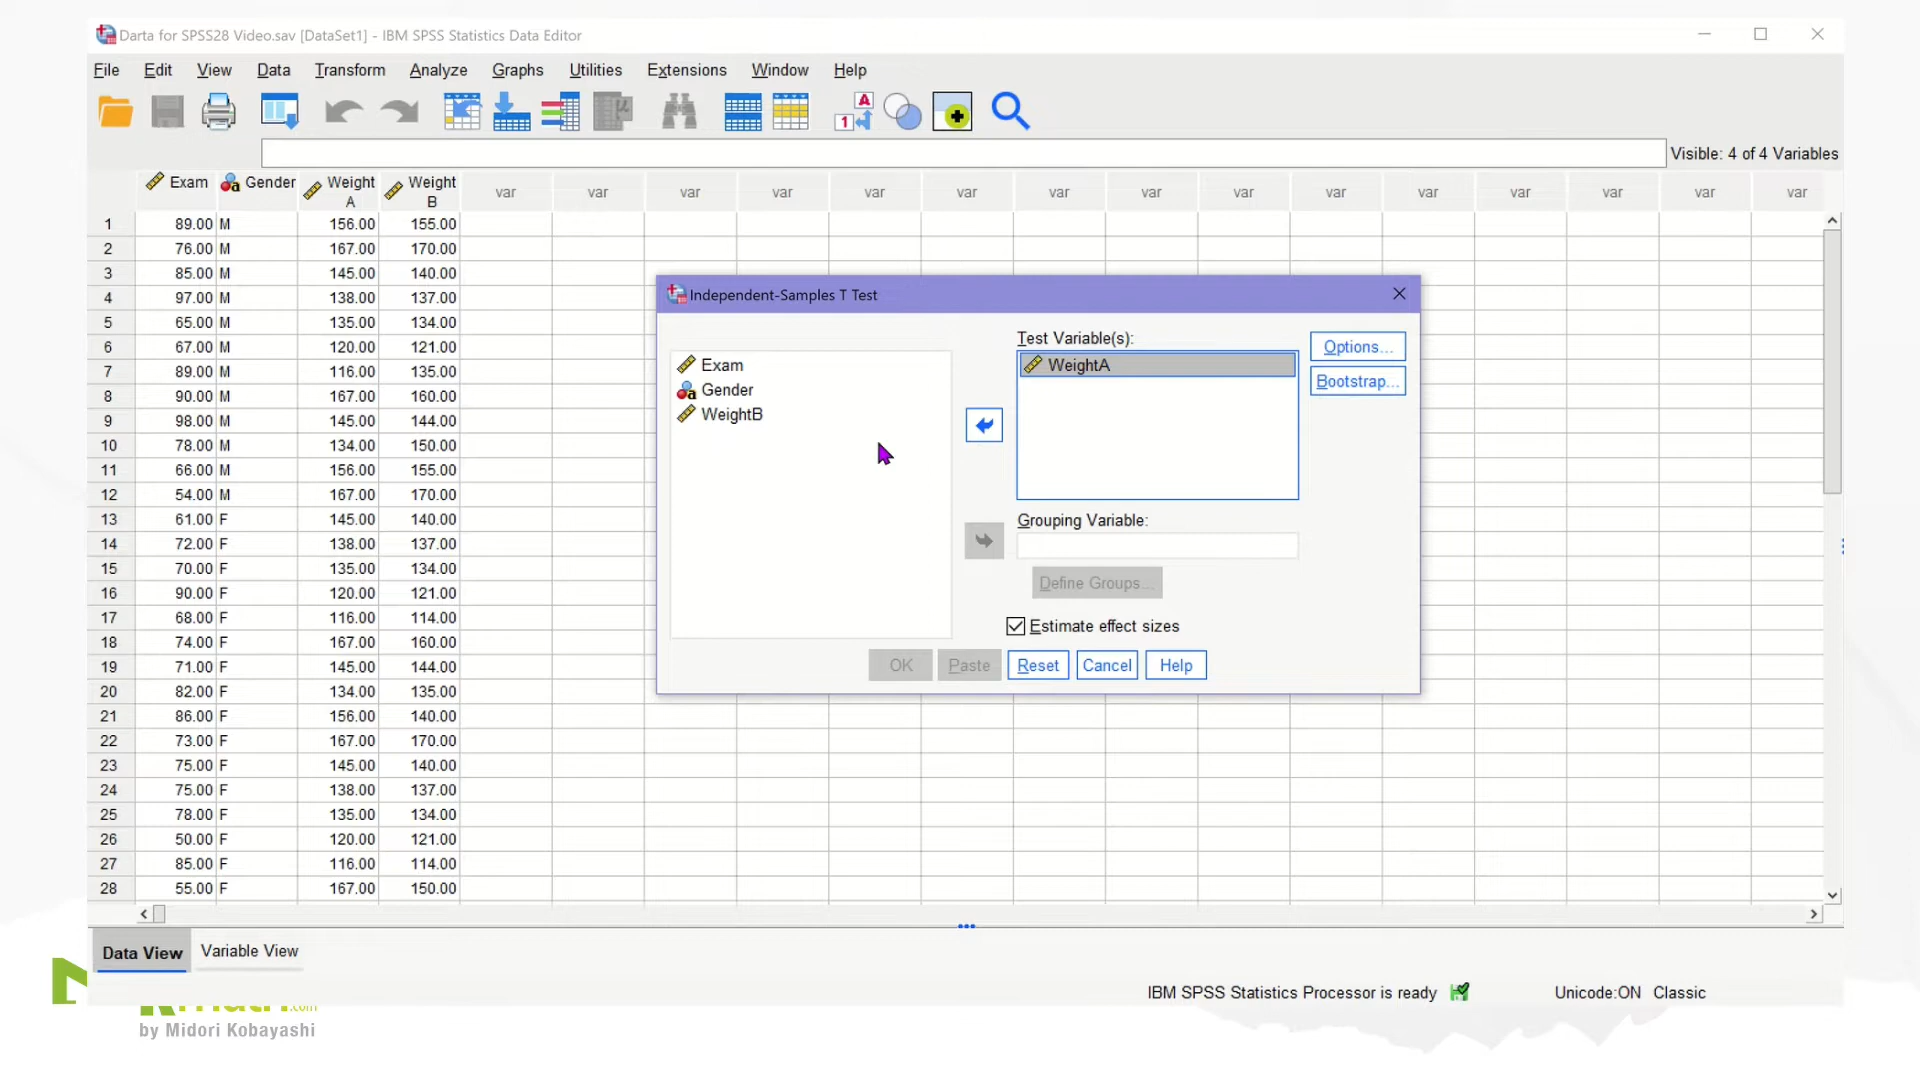 Darta for SPSS28 Video.sav [DataSet1] - IBM SPSS Statistics Data Editor
File Edit View Data Transform Analyze Graphs Utilities Extensions Window Help
Visible: 4 of 4 Variables
Exam Gender Weight A Weight B var var var var var var var var var var var var var var var
1 89.00 M 156.00 155.00
2 76.00 M 167.00 170.00
3 85.00 M 145.00 140.00
4 97.00 M 138.00 137.00
5 65.00 M 135.00 134.00
6 67.00 M 120.00 121.00
7 89.00 M 116.00 135.00
8 90.00 M 167.00 160.00
9 98.00 M 145.00 144.00
10 78.00 M 134.00 150.00
11 66.00 M 156.00 155.00
12 54.00 M 167.00 170.00
13 61.00 F 145.00 140.00
14 72.00 F 138.00 137.00
15 70.00 F 135.00 134.00
16 90.00 F 120.00 121.00
17 68.00 F 116.00 114.00
18 74.00 F 167.00 160.00
19 71.00 F 145.00 144.00
20 82.00 F 134.00 135.00
21 86.00 F 156.00 140.00
22 73.00 F 167.00 170.00
23 75.00 F 145.00 140.00
24 75.00 F 138.00 137.00
25 78.00 F 135.00 134.00
26 50.00 F 120.00 121.00
27 85.00 F 116.00 114.00
28 55.00 F 167.00 150.00
Independent-Samples T Test
Exam
Gender
WeightB
Test Variable(s):
WeightA
Options...
Bootstrap...
Grouping Variable:
Define Groups...
Estimate effect sizes
OK Paste Reset Cancel Help
Data View Variable View
IBM SPSS Statistics Processor is ready Unicode:ON Classic
.com
by Midori Kobayashi